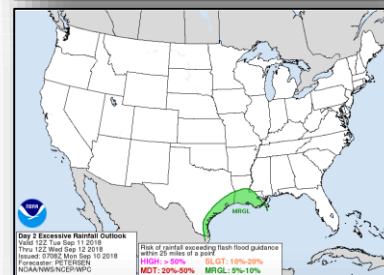 MRGL
NOAA
Day 2 Excessive Rainfall Outlook
Valid 12Z Tue Sep 11 2018
Thru 12Z Wed Sep 12 2018
Issued: 0708Z Mon Sep 10 2018
Forecaster: PETERSEN
NOAA/NWS/NCEP/WPC
Risk of rainfall exceeding flash flood guidance
within 25 miles of a point
HIGH: > 50% SLGT: 10%-20%
MDT: 20%-50% MRGL: 5%-10%